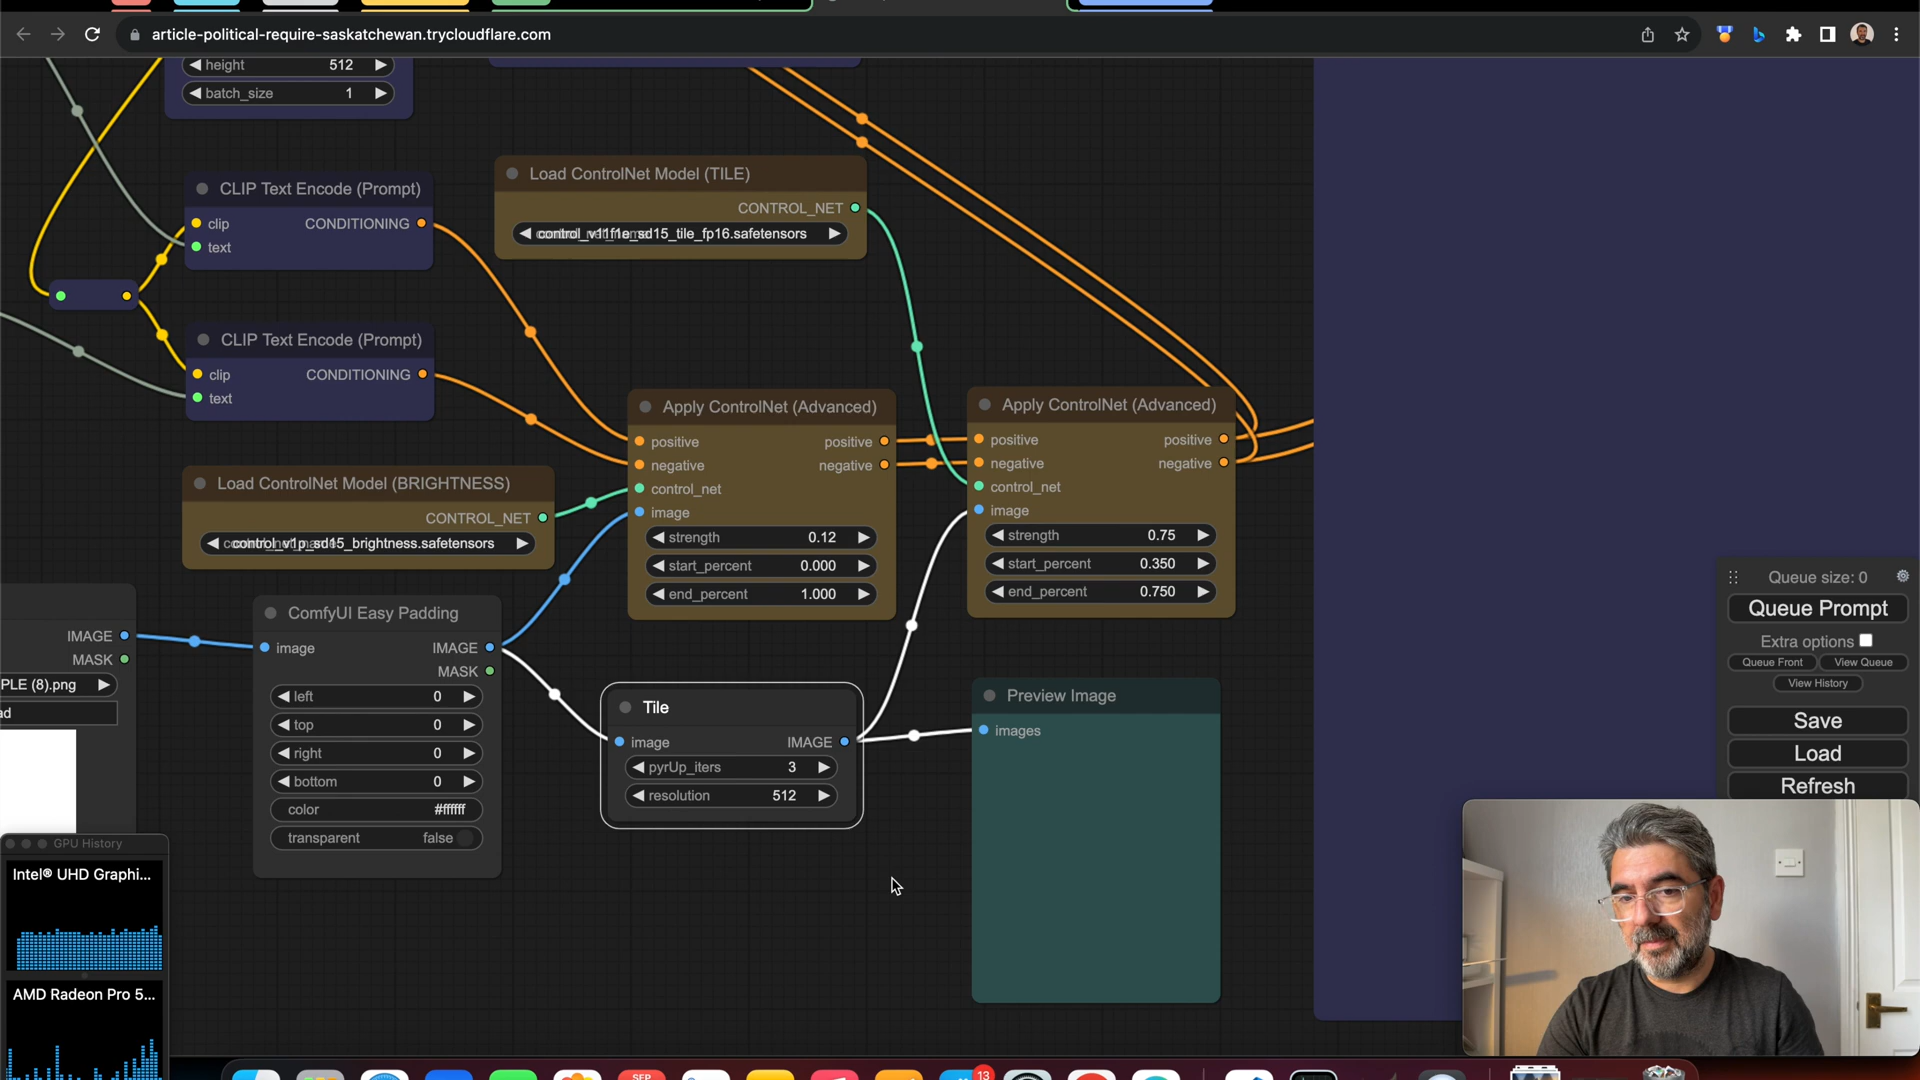 article-political-require-saskatchewan.trycloudflare.com
height 512
batch_size 1
CLIP Text Encode (Prompt)
clip CONDITIONING
text
Load ControlNet Model (TILE)
CONTROL_NET
control_v11f1e_sd15_tile_fp16.safetensors
CLIP Text Encode (Prompt)
clip CONDITIONING
text
Apply ControlNet (Advanced)
positive positive
negative negative
control_net
image
strength 0.12
start_percent 0.000
end_percent 1.000
Apply ControlNet (Advanced)
positive positive
negative negative
control_net
image
strength 0.75
start_percent 0.350
end_percent 0.750
Load ControlNet Model (BRIGHTNESS)
CONTROL_NET
control_v1p_sd15_brightness.safetensors
IMAGE
MASK
PLE (8).png
ad
ComfyUI Easy Padding
image IMAGE
MASK
left 0
top 0
right 0
bottom 0
color #ffffff
transparent false
Tile
image IMAGE
pyrUp_iters 3
resolution 512
Preview Image
images
Queue size: 0
Queue Prompt
Extra options
Queue Front View Queue
View History
Save
Load
Refresh
GPU History
Intel® UHD Graphi...
AMD Radeon Pro 5...
SEP
13